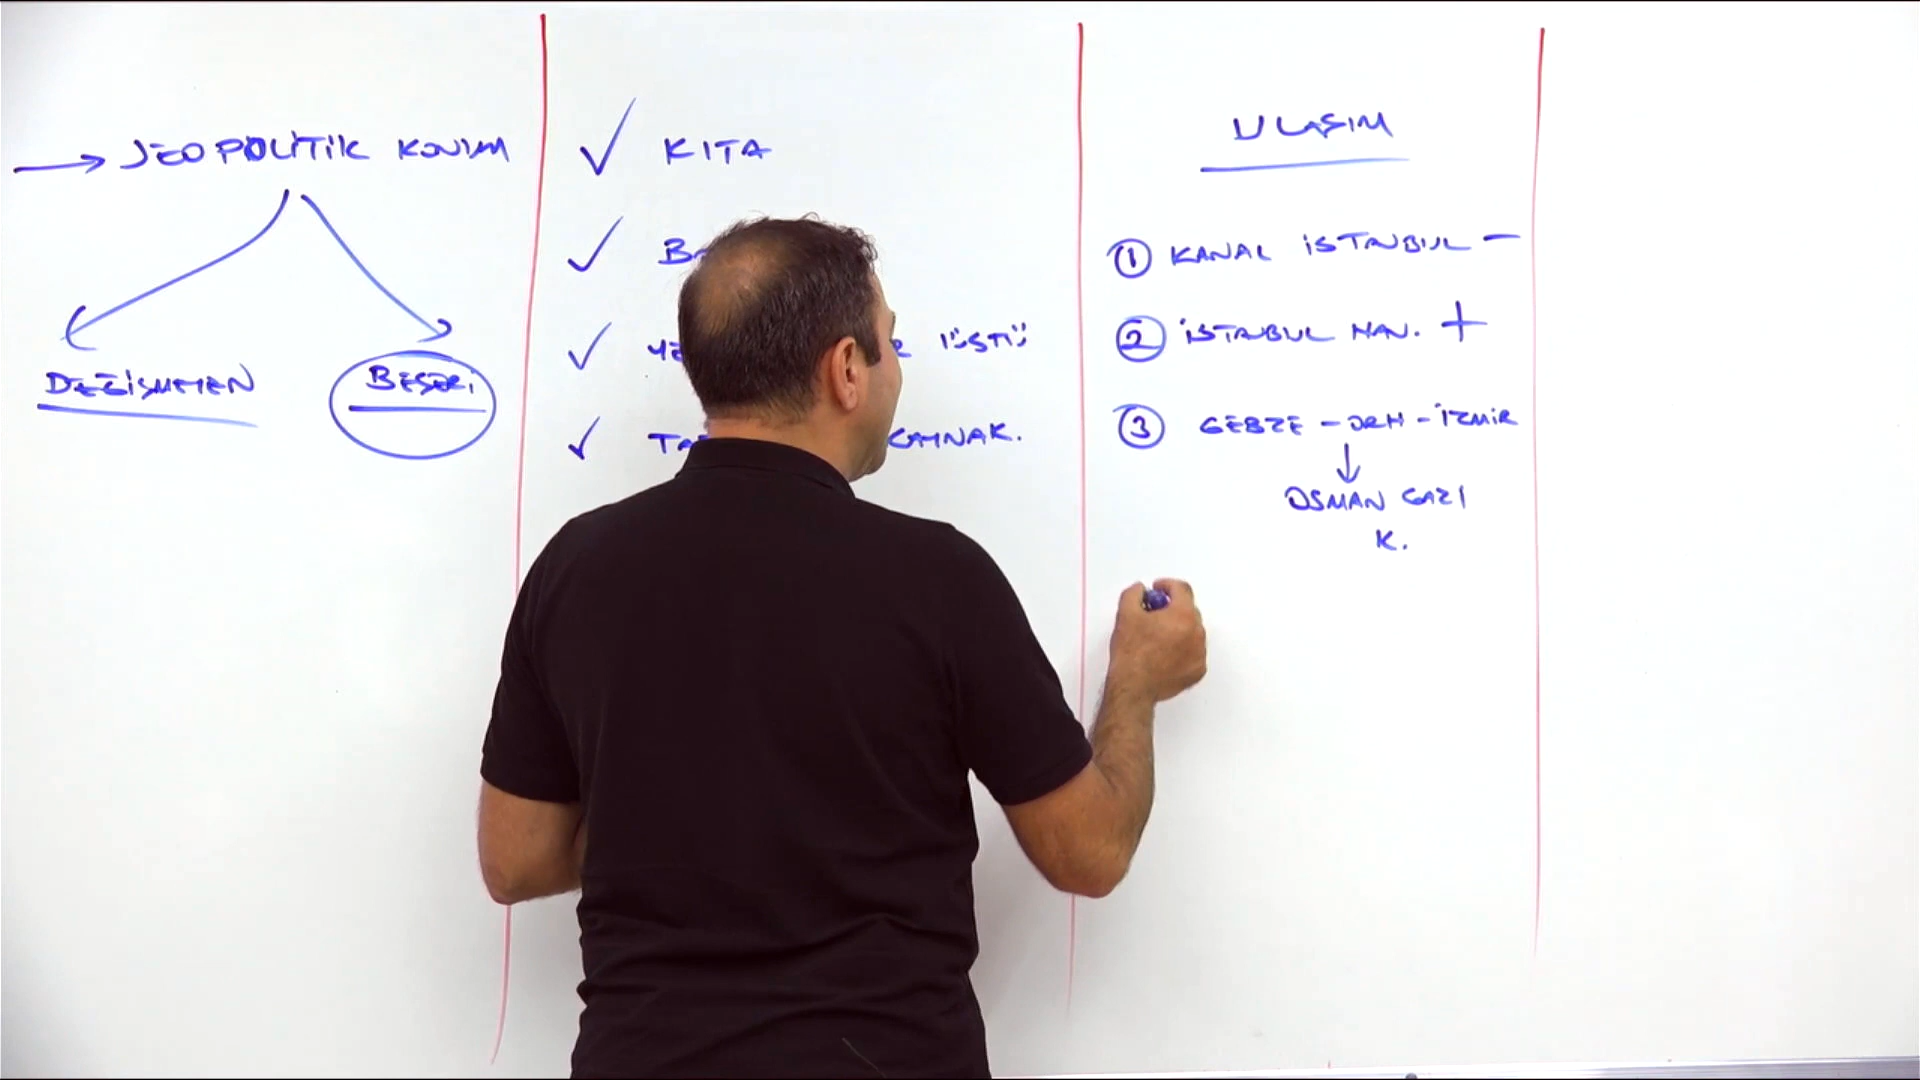 → JEOPOLİTİK KONUM
DEĞİŞMEYEN
BEŞERİ
✓ KITA
✓
✓ ÜSTÜ
✓ KAYNAK.
ULAŞIM
① KANAL İSTANBUL -
② İSTANBUL HAV. +
③ GEBZE - ORH - İZMİR
↓
OSMAN GAZİ
K.